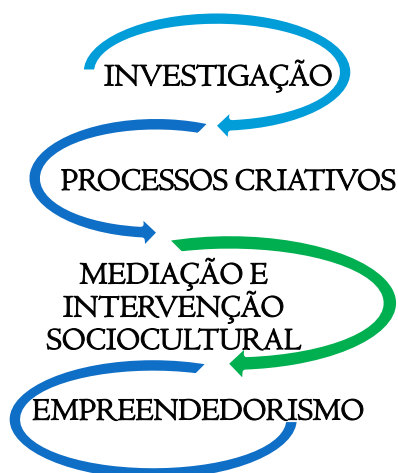 INVESTIGAÇÃO
PROCESSOS CRIATIVOS
MEDIAÇÃO E
INTERVENÇÃO
SOCIOCULTURAL
EMPREENDEDORISMO